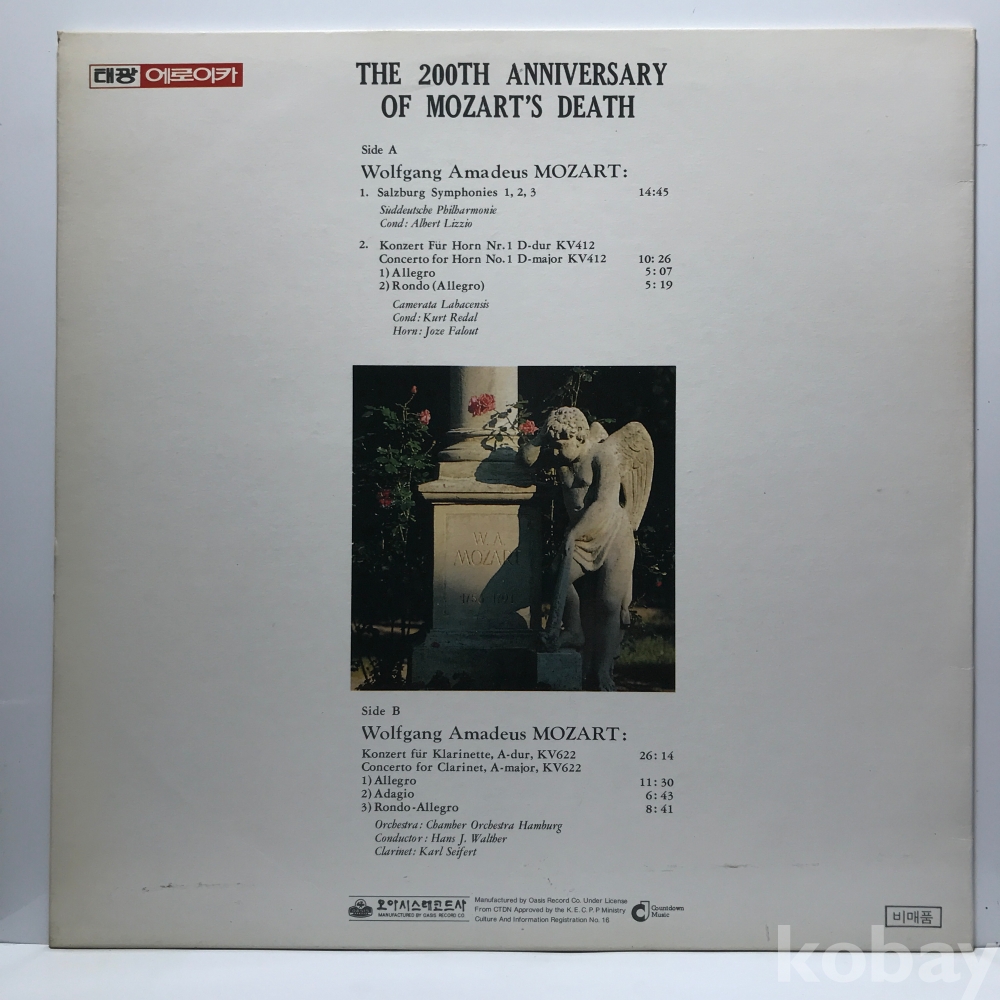 태광 에로이카
THE 200TH ANNIVERSARY
OF MOZART'S DEATH
Side A
Wolfgang Amadeus MOZART:
1. Salzburg Symphonies 1, 2, 3 14:45
Süddeutsche Philharmonie
Cond: Albert Lizzio
2. Konzert Für Horn Nr.1 D-dur KV412
Concerto for Horn No.1 D-major KV412 10:26
1) Allegro 5:07
2) Rondo (Allegro) 5:19
Camerata Labacensis
Cond: Kurt Redal
Horn: Joze Falout
W. A.
MOZART
Side B
Wolfgang Amadeus MOZART:
Konzert für Klarinette, A-dur, KV622 26:14
Concerto for Clarinet, A-major, KV622
1) Allegro 11:30
2) Adagio 6:43
3) Rondo-Allegro 8:41
Orchestra: Chamber Orchestra Hamburg
Conductor: Hans J. Walther
Clarinet: Karl Seifert
오아시스레코드사
MANUFACTURED BY OASIS RECORD CO.
Manufactured by Oasis Record Co. Under License
From CTDN Approved by the K.E.C.P.P Ministry
Culture And Information Registration No. 16
Countdown
Music
비매품
kobay